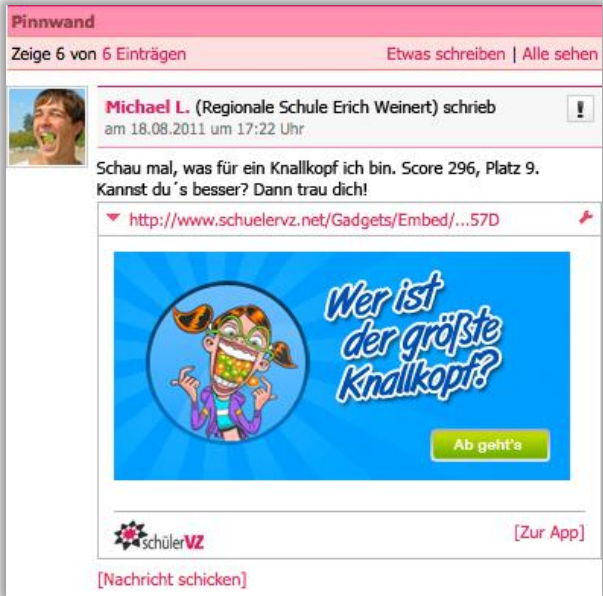 Pinnwand
Zeige 6 von 6 Einträgen Etwas schreiben | Alle sehen
Michael L. (Regionale Schule Erich Weinert) schrieb
!
am 18.08.2011 um 17:22 Uhr
Schau mal, was für ein Knallkopf ich bin. Score 296, Platz 9.
Kannst du´s besser? Dann trau dich!
http://www.schuelervz.net/Gadgets/Embed/...57D
Wer ist
der größte
Knallkopf?
Ab geht's
schülerVZ [Zur App]
[Nachricht schicken]